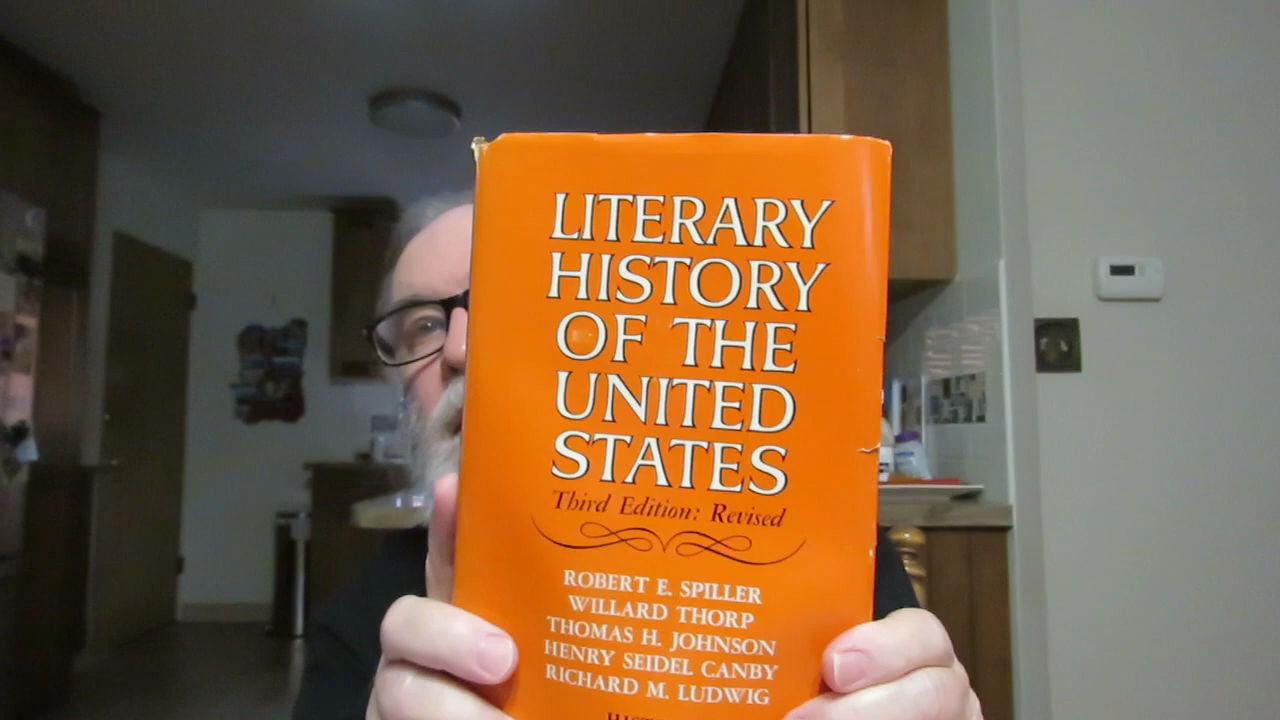 LITERARY
HISTORY
OF THE
UNITED
STATES
Third Edition: Revised
ROBERT E. SPILLER
WILLARD THORP
THOMAS H. JOHNSON
HENRY SEIDEL CANBY
RICHARD M. LUDWIG